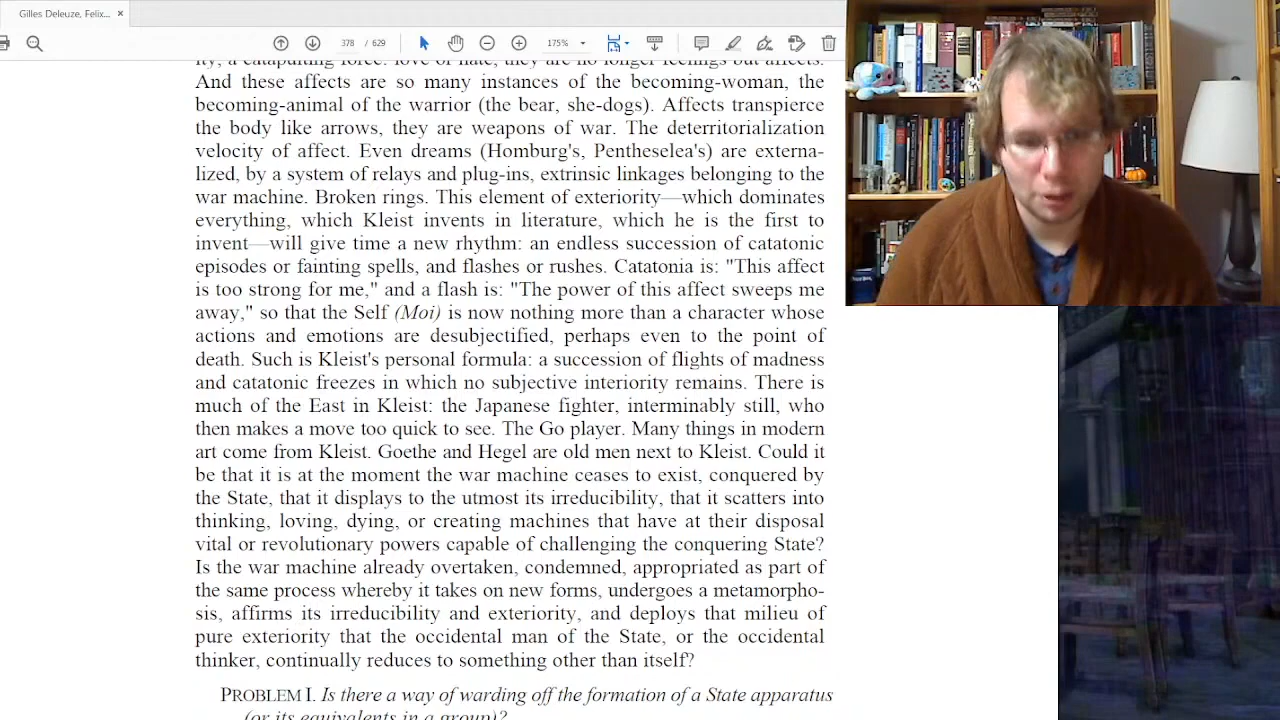 Gilles Deleuze, Felix...
378 / 629
175%
ity, a catapulting force: love or hate, they are no longer feelings but affects.
And these affects are so many instances of the becoming-woman, the
becoming-animal of the warrior (the bear, she-dogs). Affects transpierce
the body like arrows, they are weapons of war. The deterritorialization
velocity of affect. Even dreams (Homburg's, Pentheselea's) are externa-
lized, by a system of relays and plug-ins, extrinsic linkages belonging to the
war machine. Broken rings. This element of exteriority—which dominates
everything, which Kleist invents in literature, which he is the first to
invent—will give time a new rhythm: an endless succession of catatonic
episodes or fainting spells, and flashes or rushes. Catatonia is: "This affect
is too strong for me," and a flash is: "The power of this affect sweeps me
away," so that the Self (Moi) is now nothing more than a character whose
actions and emotions are desubjectified, perhaps even to the point of
death. Such is Kleist's personal formula: a succession of flights of madness
and catatonic freezes in which no subjective interiority remains. There is
much of the East in Kleist: the Japanese fighter, interminably still, who
then makes a move too quick to see. The Go player. Many things in modern
art come from Kleist. Goethe and Hegel are old men next to Kleist. Could it
be that it is at the moment the war machine ceases to exist, conquered by
the State, that it displays to the utmost its irreducibility, that it scatters into
thinking, loving, dying, or creating machines that have at their disposal
vital or revolutionary powers capable of challenging the conquering State?
Is the war machine already overtaken, condemned, appropriated as part of
the same process whereby it takes on new forms, undergoes a metamorpho-
sis, affirms its irreducibility and exteriority, and deploys that milieu of
pure exteriority that the occidental man of the State, or the occidental
thinker, continually reduces to something other than itself?
PROBLEM I. Is there a way of warding off the formation of a State apparatus
(or its equivalents in a group)?